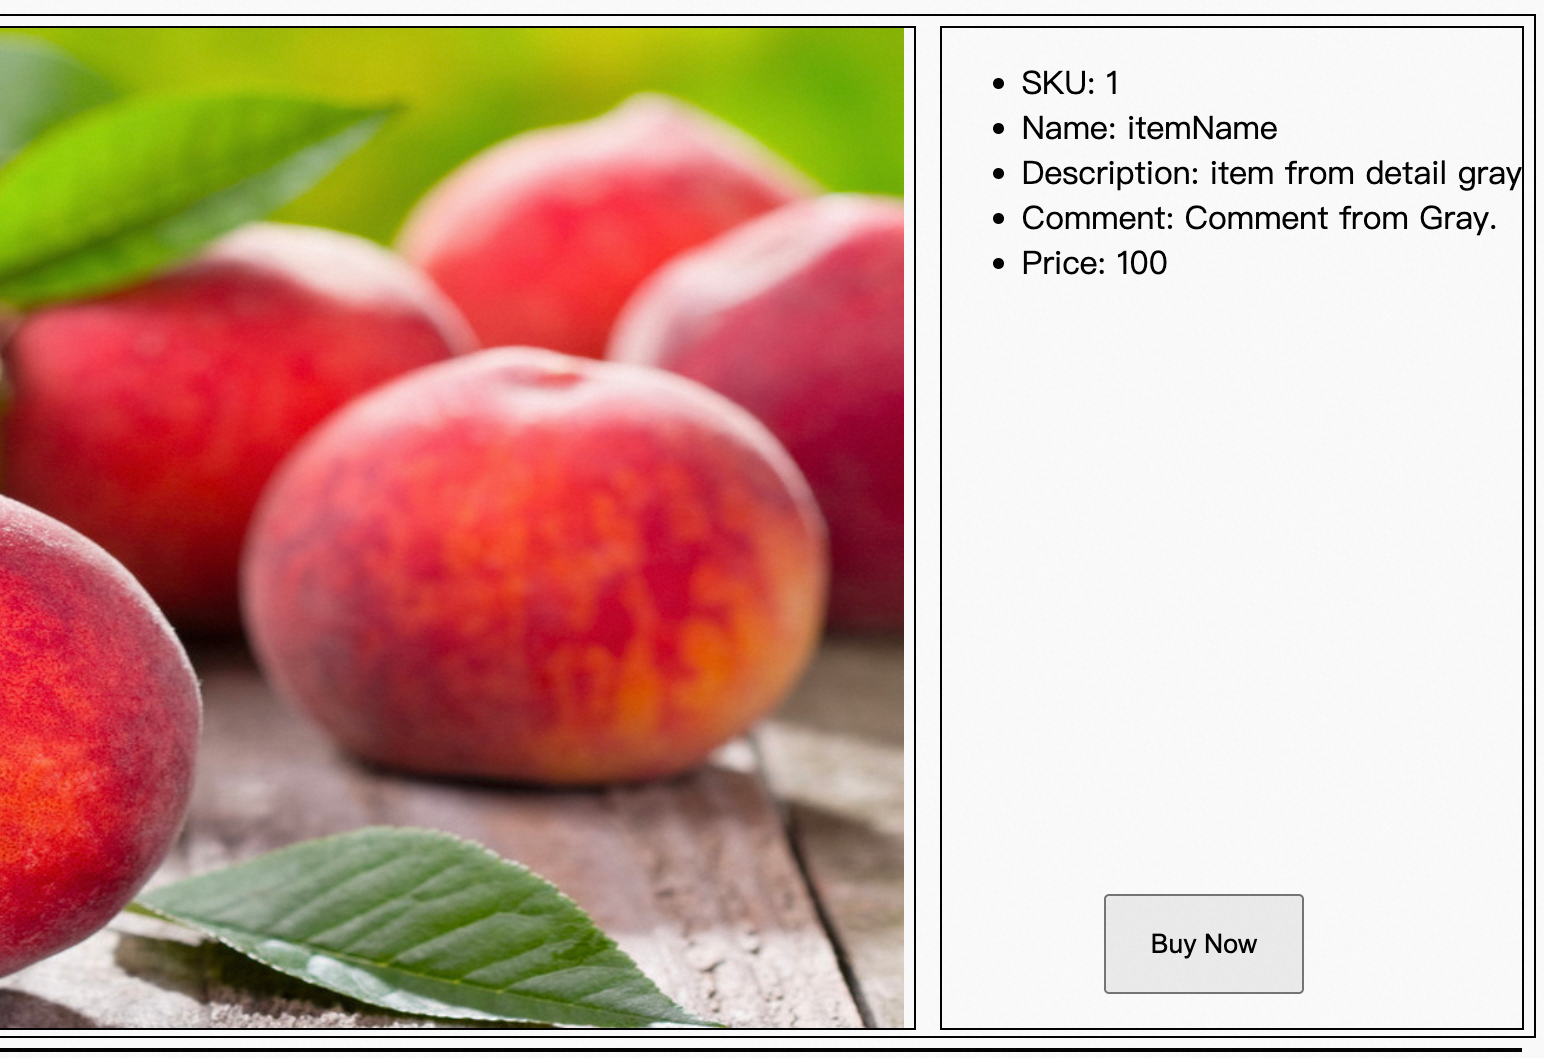 SKU: 1
Name: itemName
Description: item from detail gray
Comment: Comment from Gray.
Price: 100
Buy Now